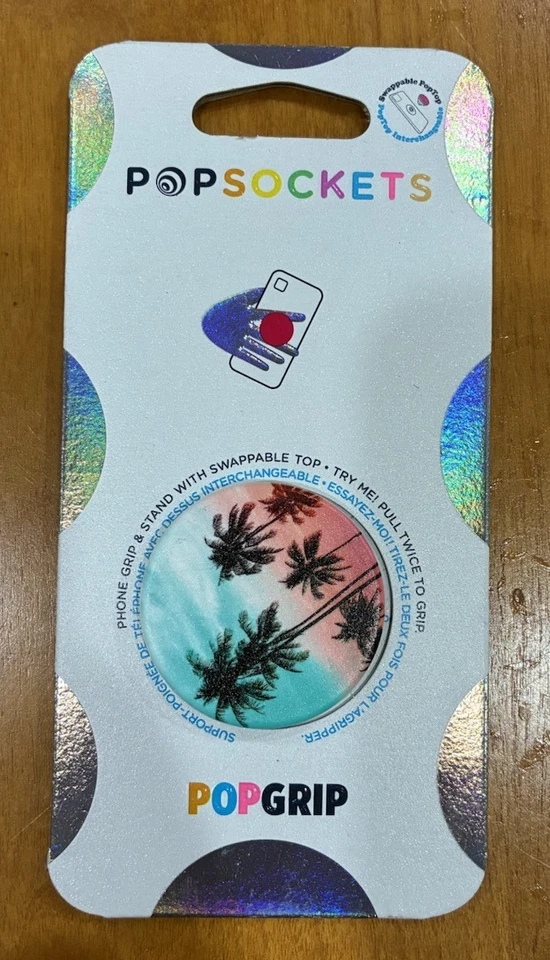 Swappable PopTop
PopTop Interchangeable
POPSOCKETS
PHONE GRIP & STAND WITH SWAPPABLE TOP • TRY ME! PULL TWICE TO GRIP.
SUPPORT-POIGNÉE DE TÉLÉPHONE AVEC DESSUS INTERCHANGEABLE • ESSAYEZ-MOI! TIREZ-LE DEUX FOIS POUR L'AGRIPPER.
POPGRIP